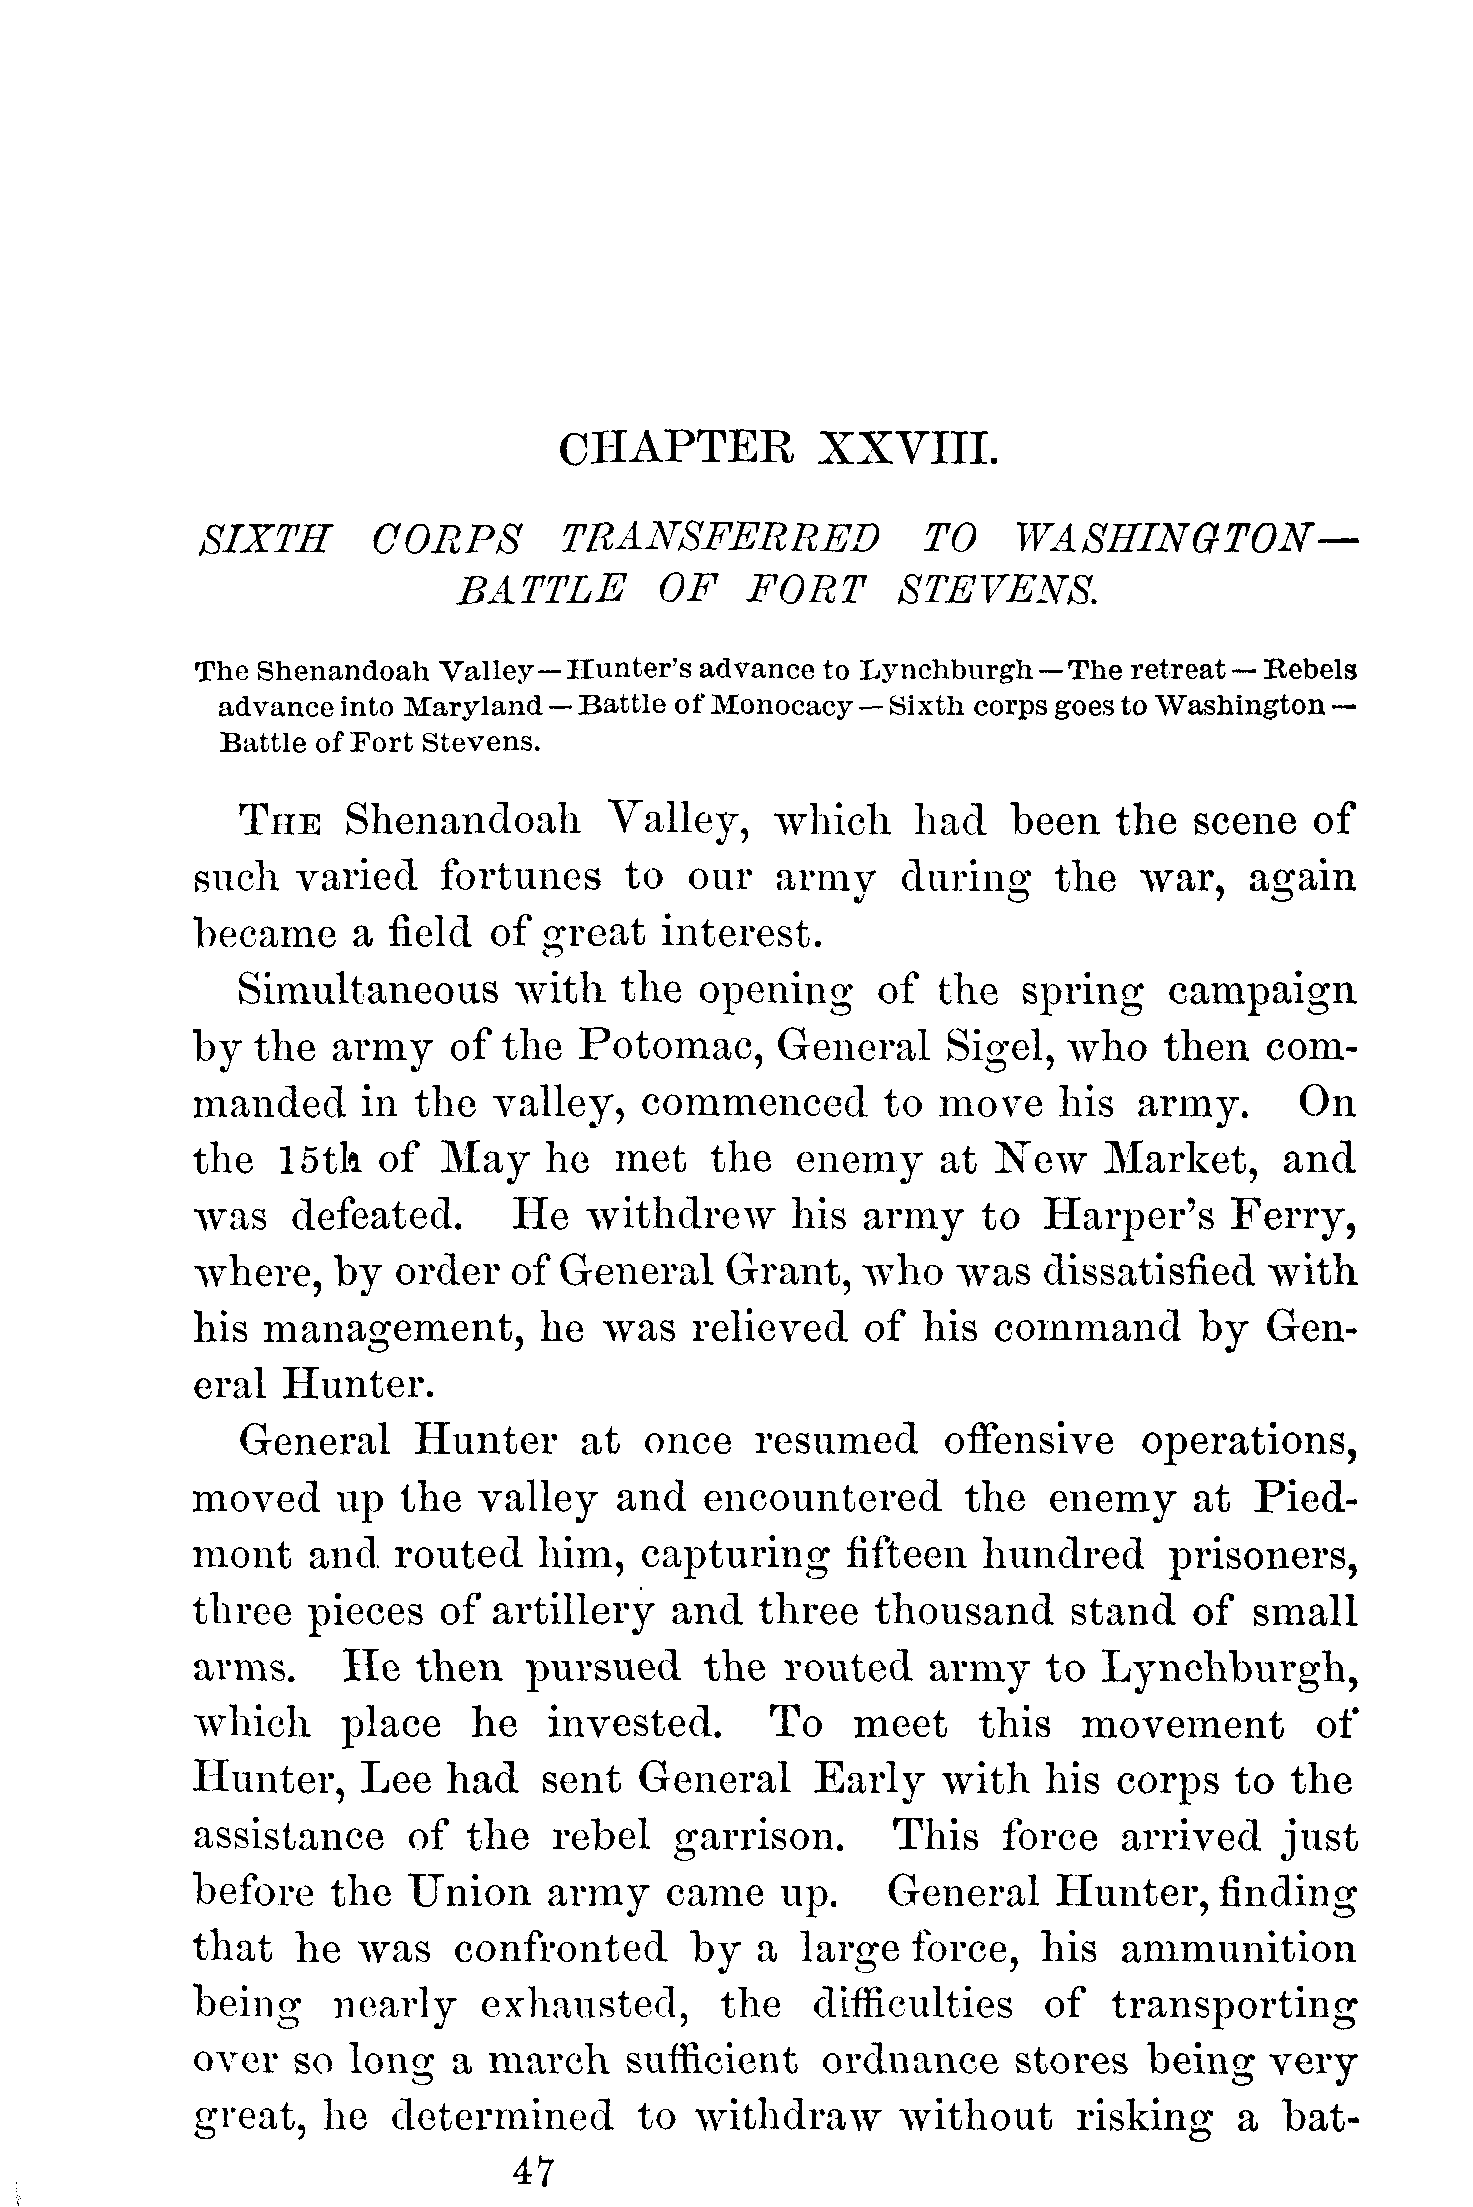 CHAPTER XXVIII.
SIXTH CORPS TRANSFERRED TO WASHINGTON—
BATTLE OF FORT STEVENS.
The Shenandoah Valley—Hunter's advance to Lynchburgh—The retreat—Rebels
advance into Maryland—Battle of Monocacy—Sixth corps goes to Washington—
Battle of Fort Stevens.
THE Shenandoah Valley, which had been the scene of
such varied fortunes to our army during the war, again
became a field of great interest.
Simultaneous with the opening of the spring campaign
by the army of the Potomac, General Sigel, who then com-
manded in the valley, commenced to move his army. On
the 15th of May he met the enemy at New Market, and
was defeated. He withdrew his army to Harper's Ferry,
where, by order of General Grant, who was dissatisfied with
his management, he was relieved of his command by Gen-
eral Hunter.
General Hunter at once resumed offensive operations,
moved up the valley and encountered the enemy at Pied-
mont and routed him, capturing fifteen hundred prisoners,
three pieces of artillery and three thousand stand of small
arms. He then pursued the routed army to Lynchburgh,
which place he invested. To meet this movement of
Hunter, Lee had sent General Early with his corps to the
assistance of the rebel garrison. This force arrived just
before the Union army came up. General Hunter, finding
that he was confronted by a large force, his ammunition
being nearly exhausted, the difficulties of transporting
over so long a march sufficient ordnance stores being very
great, he determined to withdraw without risking a bat-
47